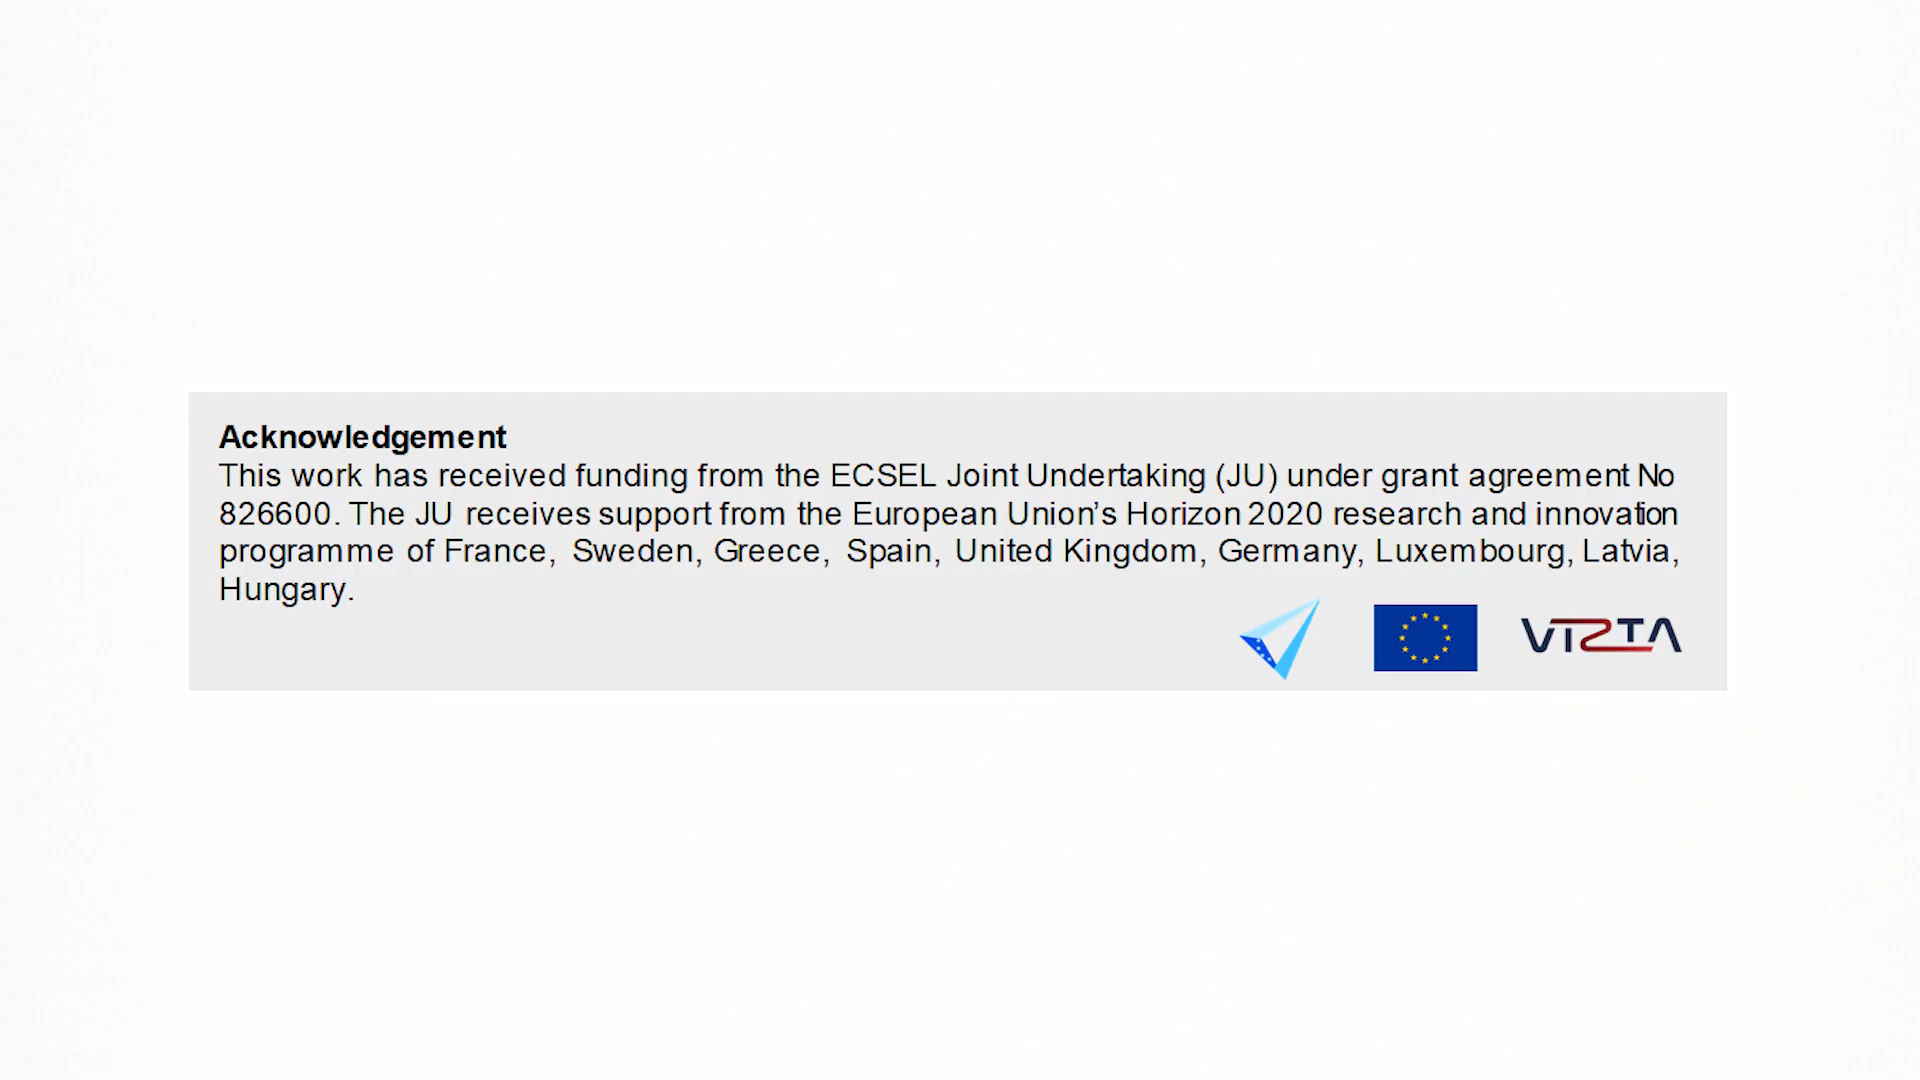 Acknowledgement
This work has received funding from the ECSEL Joint Undertaking (JU) under grant agreement No
826600. The JU receives support from the European Union’s Horizon 2020 research and innovation
programme of France, Sweden, Greece, Spain, United Kingdom, Germany, Luxembourg, Latvia,
Hungary.
VIZTA